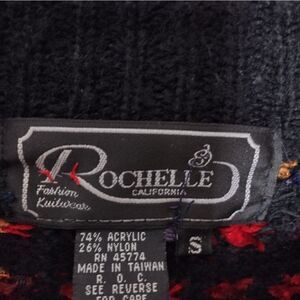 ROCHELLE
CALIFORNIA
Fashion
Knitwear
S
74% ACRYLIC
26% NYLON
RN 45774
MADE IN TAIWAN
R. O. C.
SEE REVERSE
FOR CARE